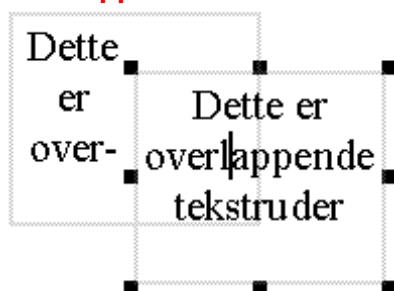 Dette
er
over-
Dette er
overlappende
tekstruder